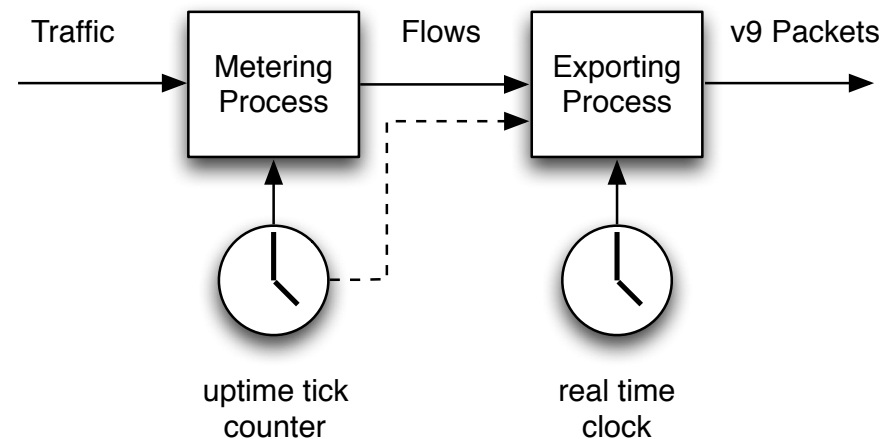 Traffic
Flows
v9 Packets
Metering
Process
Exporting
Process
uptime tick
counter
real time
clock